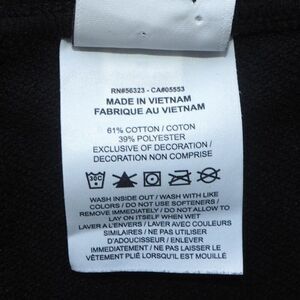 RN#56323 - CA#05553
MADE IN VIETNAM
FABRIQUE AU VIETNAM
61% COTTON / COTON
39% POLYESTER
EXCLUSIVE OF DECORATION /
DECORATION NON COMPRISE
30C
WASH INSIDE OUT / WASH WITH LIKE
COLORS / DO NOT USE SOFTENERS /
REMOVE IMMEDIATELY / DO NOT ALLOW TO
LAY ON ITSELF WHEN WET
LAVER A L'ENVERS / LAVER AVEC COULEURS
SIMILAIRES / NE PAS UTILISER
D'ADOUCISSEUR / ENLEVER
IMMEDIATEMENT / NE PAS LAISSER LE
VÊTEMENT PLIÉ LORSQU'IL EST MOUILLÉ